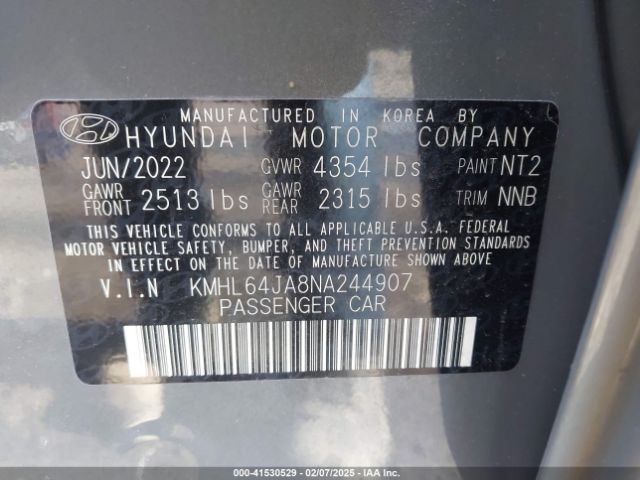 MANUFACTURED IN KOREA BY
HYUNDAI MOTOR COMPANY
JUN/2022 GVWR 4354 lbs PAINT NT2
GAWR FRONT 2513 lbs GAWR REAR 2315 lbs TRIM NNB
THIS VEHICLE CONFORMS TO ALL APPLICABLE U.S.A. FEDERAL
MOTOR VEHICLE SAFETY, BUMPER, AND THEFT PREVENTION STANDARDS
IN EFFECT ON THE DATE OF MANUFACTURE SHOWN ABOVE
V.I.N KMHL64JA8NA244907
PASSENGER CAR
000-41530529 - 02/07/2025 - IAA Inc.